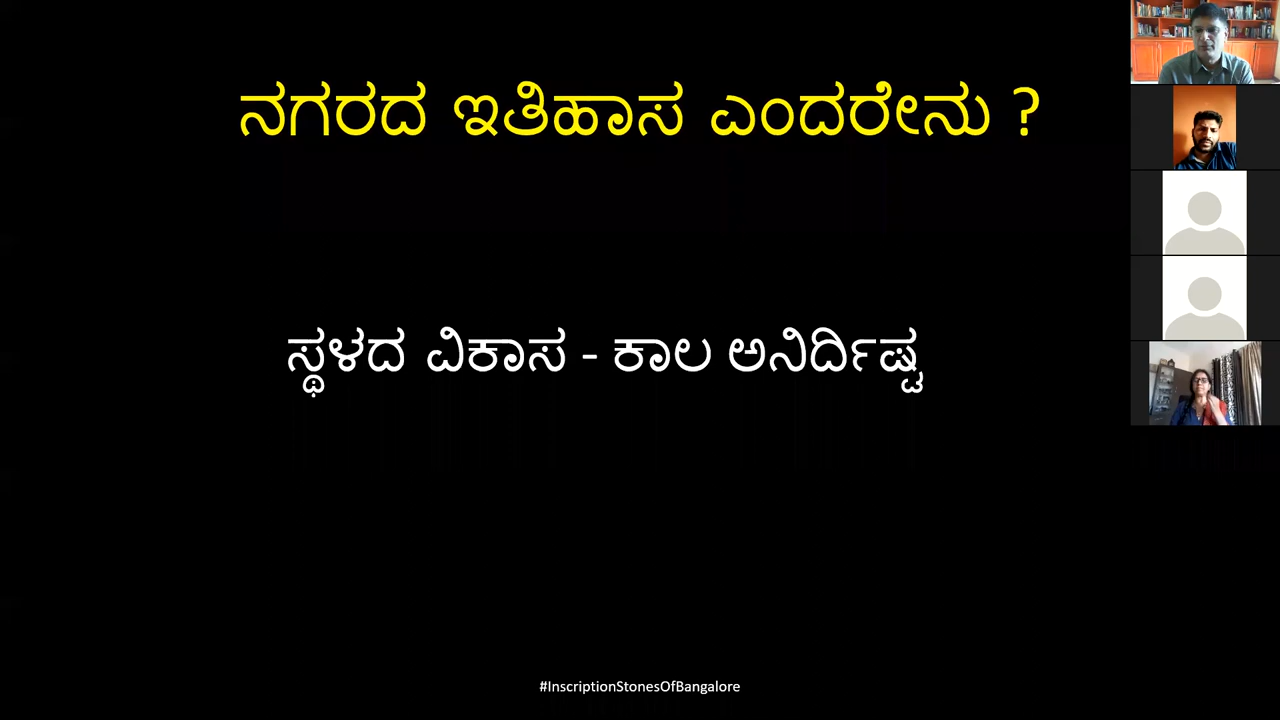 ನಗರದ ಇತಿಹಾಸ ಎಂದರೇನು ?
ಸ್ಥಳದ ವಿಕಾಸ - ಕಾಲ ಅನಿರ್ದಿಷ್ಟ
#InscriptionStonesOfBangalore